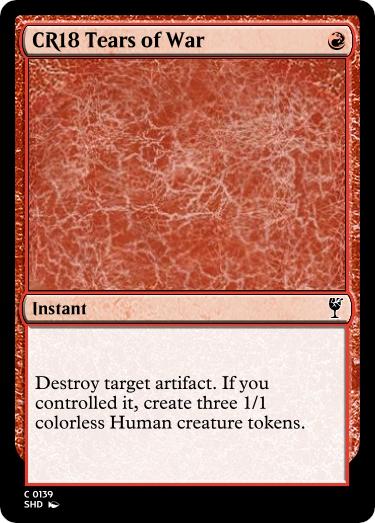 CR18 Tears of War
Instant
Destroy target artifact. If you
controlled it, create three 1/1
colorless Human creature tokens.
C 0139
SHD